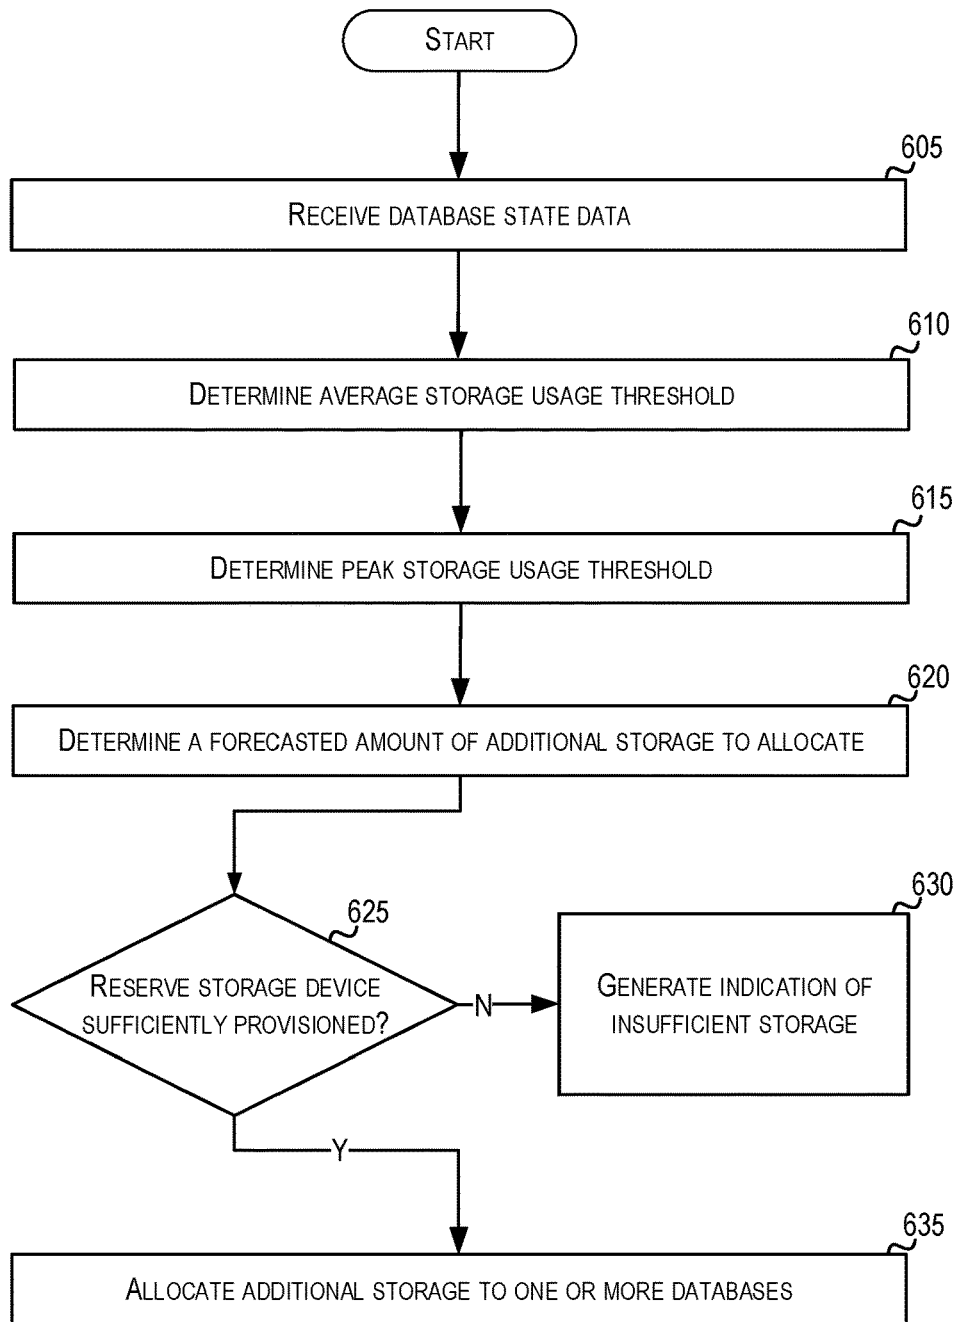 START
605
RECEIVE DATABASE STATE DATA
610
DETERMINE AVERAGE STORAGE USAGE THRESHOLD
615
DETERMINE PEAK STORAGE USAGE THRESHOLD
620
DETERMINE A FORECASTED AMOUNT OF ADDITIONAL STORAGE TO ALLOCATE
625
RESERVE STORAGE DEVICE
SUFFICIENTLY PROVISIONED?
N
630
GENERATE INDICATION OF
INSUFFICIENT STORAGE
Y
635
ALLOCATE ADDITIONAL STORAGE TO ONE OR MORE DATABASES